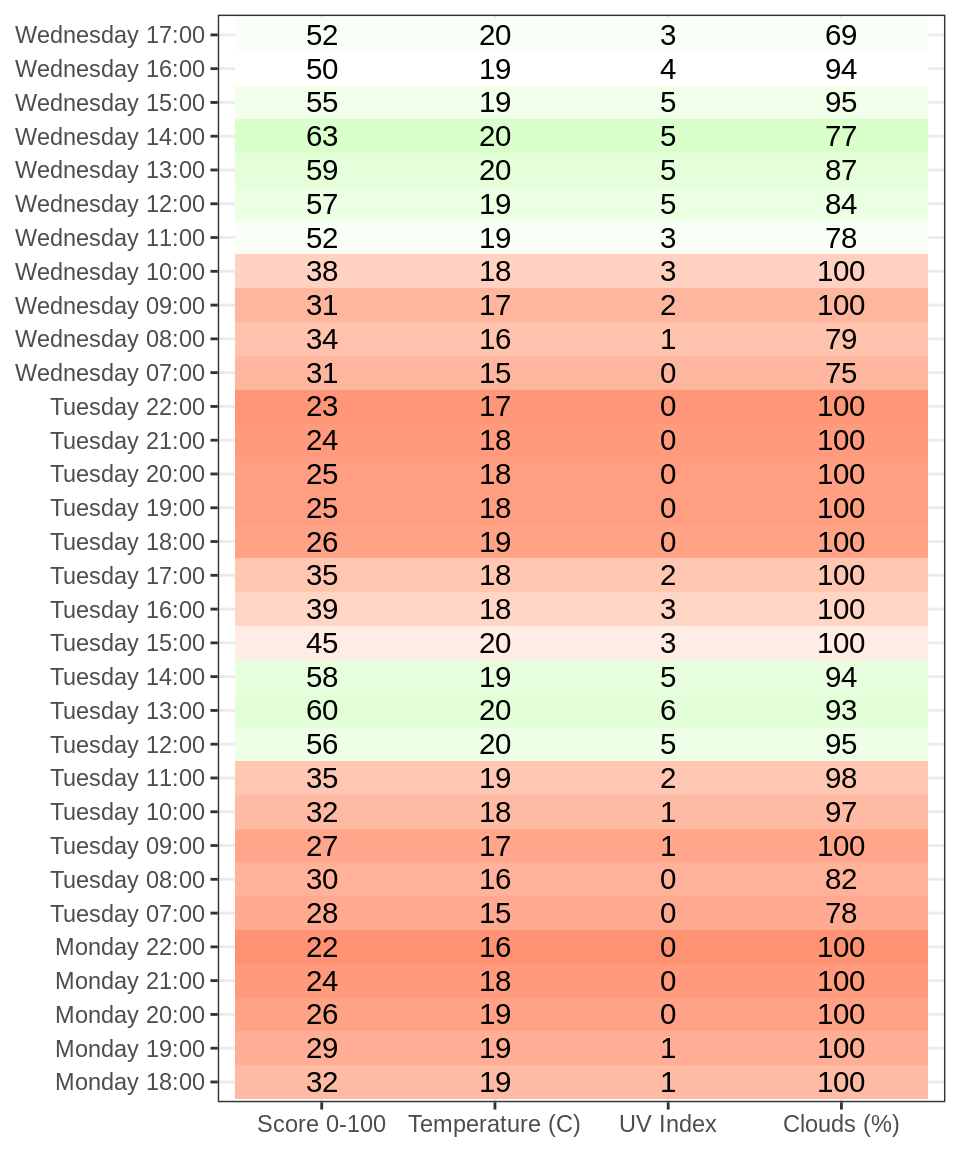 Wednesday 17:00 52 20 3 69
Wednesday 16:00 50 19 4 94
Wednesday 15:00 55 19 5 95
Wednesday 14:00 63 20 5 77
Wednesday 13:00 59 20 5 87
Wednesday 12:00 57 19 5 84
Wednesday 11:00 52 19 3 78
Wednesday 10:00 38 18 3 100
Wednesday 09:00 31 17 2 100
Wednesday 08:00 34 16 1 79
Wednesday 07:00 31 15 0 75
Tuesday 22:00 23 17 0 100
Tuesday 21:00 24 18 0 100
Tuesday 20:00 25 18 0 100
Tuesday 19:00 25 18 0 100
Tuesday 18:00 26 19 0 100
Tuesday 17:00 35 18 2 100
Tuesday 16:00 39 18 3 100
Tuesday 15:00 45 20 3 100
Tuesday 14:00 58 19 5 94
Tuesday 13:00 60 20 6 93
Tuesday 12:00 56 20 5 95
Tuesday 11:00 35 19 2 98
Tuesday 10:00 32 18 1 97
Tuesday 09:00 27 17 1 100
Tuesday 08:00 30 16 0 82
Tuesday 07:00 28 15 0 78
Monday 22:00 22 16 0 100
Monday 21:00 24 18 0 100
Monday 20:00 26 19 0 100
Monday 19:00 29 19 1 100
Monday 18:00 32 19 1 100
Score 0-100 Temperature (C) UV Index Clouds (%)